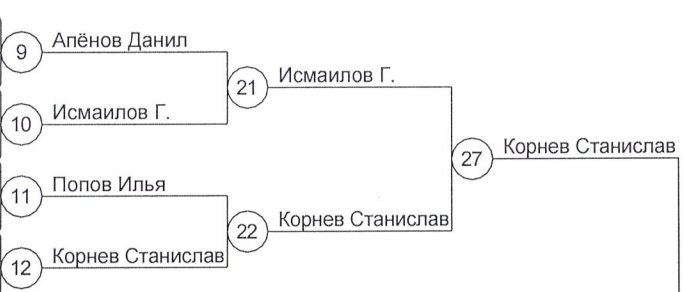 9 Апёнов Данил
21 Исмаилов Г.
10 Исмаилов Г.
27 Корнев Станислав
11 Попов Илья
22 Корнев Станислав
12 Корнев Станислав